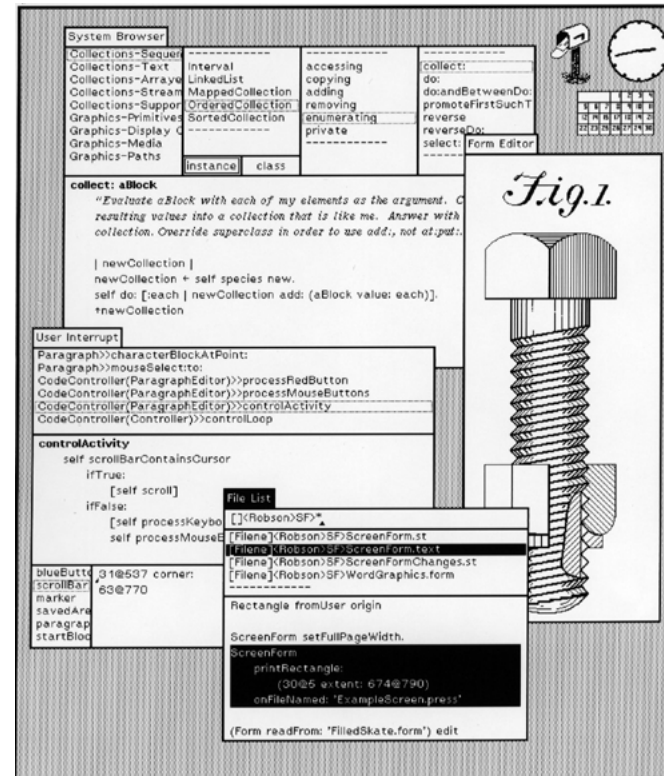 System Browser
Collections-Sequen
Collections-Text
Collections-Arraye
Collections-Stream
Collections-Suppor
Graphics-Primitives
Graphics-Display
Graphics-Media
Graphics-Paths
------------
Interval
LinkedList
MappedCollection
OrderedCollection
SortedCollection
------------
instance
class
------------
accessing
copying
adding
removing
enumerating
private
------------
------------
collect:
do:
do:andBetweenDo:
promoteFirstSuchT
reverse
reverseDo:
select:
collect: aBlock
"Evaluate aBlock with each of my elements as the argument. C
resulting values into a collection that is like me. Answer with
collection. Override superclass in order to use add:, not at:put:.
| newCollection |
newCollection ← self species new.
self do: [:each | newCollection add: (aBlock value: each)].
↑newCollection
Form Editor
Fig. 1.
User Interrupt
Paragraph>>characterBlockAtPoint:
Paragraph>>mouseSelect:to:
CodeController(ParagraphEditor)>>processRedButton
CodeController(ParagraphEditor)>>processMouseButtons
CodeController(ParagraphEditor)>>controlActivity
CodeController(Controller)>>controlLoop
controlActivity
self scrollBarContainsCursor
ifTrue:
[self scroll]
ifFalse:
[self processKeybo
self processMouseB
blueButto
scrollBar
marker
savedAre
paragrap
startBloc
31@537 corner:
63@770
File List
[]<Robson>SF>*
[Filene]<Robson>SF>ScreenForm.st
[Filene]<Robson>SF>ScreenForm.text
[Filene]<Robson>SF>ScreenFormChanges.st
[Filene]<Robson>SF>WordGraphics.form
------------
Rectangle fromUser origin
ScreenForm setFullPageWidth.
ScreenForm
printRectangle:
(30@5 extent: 674@790)
onFileNamed: 'ExampleScreen.press'
(Form readFrom: 'FilledSkate.form') edit